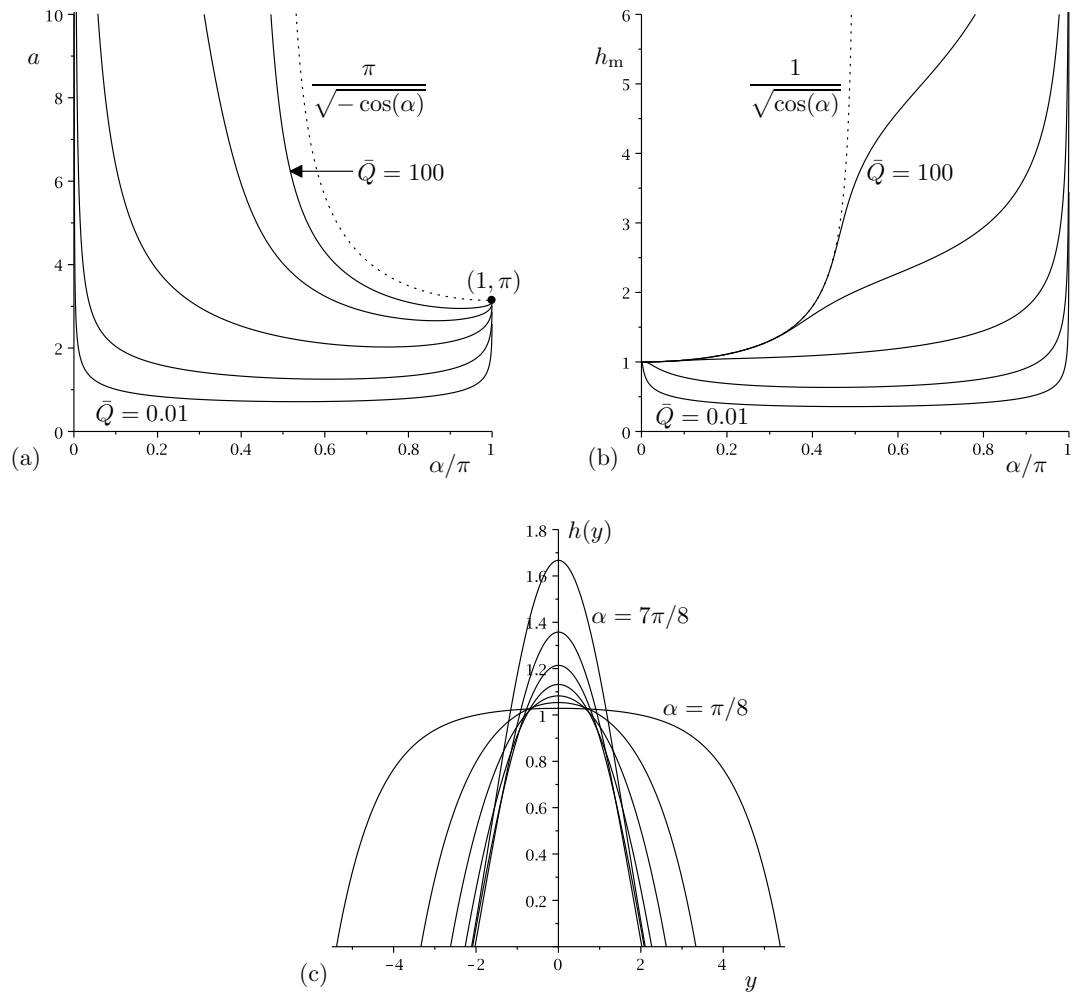 10
8
6
4
2
0
a
π / √(− cos(α))
Q̄ = 100
(1, π)
Q̄ = 0.01
0 0.2 0.4 0.6 0.8 1
α/π
(a)
6
5
4
3
2
1
0
hₘ
1 / √(cos(α))
Q̄ = 100
Q̄ = 0.01
0 0.2 0.4 0.6 0.8 1
α/π
(b)
1.8
1.6
1.4
1.2
1
0.8
0.6
0.4
0.2
h(y)
α = 7π/8
α = π/8
−4 −2 0 2 4
y
(c)